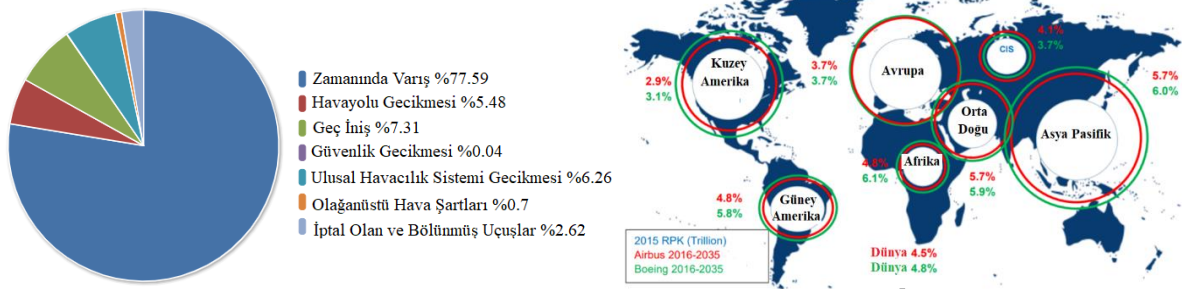 Zamanında Varış %77.59
Havayolu Gecikmesi %5.48
Geç İniş %7.31
Güvenlik Gecikmesi %0.04
Ulusal Havacılık Sistemi Gecikmesi %6.26
Olağanüstü Hava Şartları %0.7
İptal Olan ve Bölünmüş Uçuşlar %2.62
Kuzey
Amerika
2.9%
3.1%
Avrupa
3.7%
3.7%
CIS
4.1%
3.7%
Orta
Doğu
5.7%
5.9%
Asya Pasifik
5.7%
6.0%
Afrika
4.8%
6.1%
Güney
Amerika
4.8%
5.8%
2015 RPK (Trillion)
Airbus 2016-2035
Boeing 2016-2035
Dünya 4.5%
Dünya 4.8%